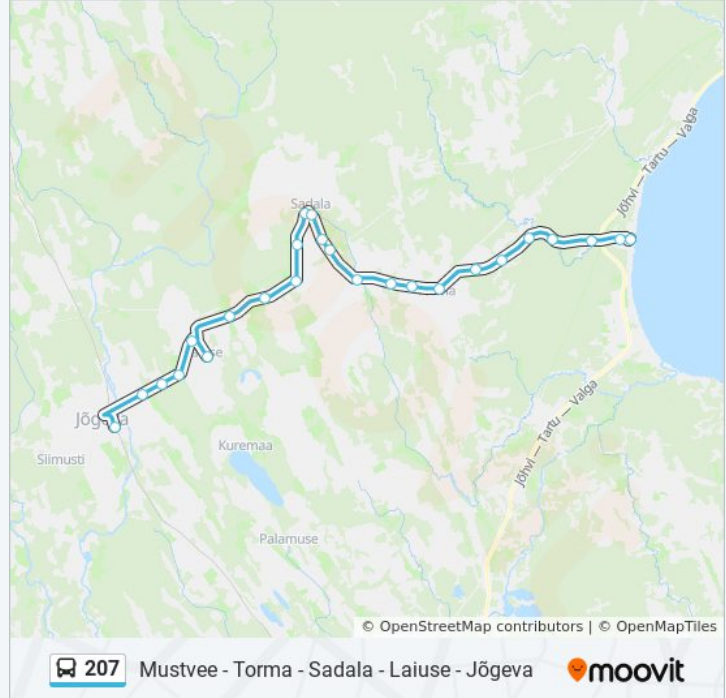 Jõhvi — Tartu — Valga
Sadala
Siimusti
Kuremaa
Jõhvi — Tartu — Valga
Palamuse
© OpenStreetMap contributors | © OpenMapTiles
207 Mustvee - Torma - Sadala - Laiuse - Jõgeva
moovit